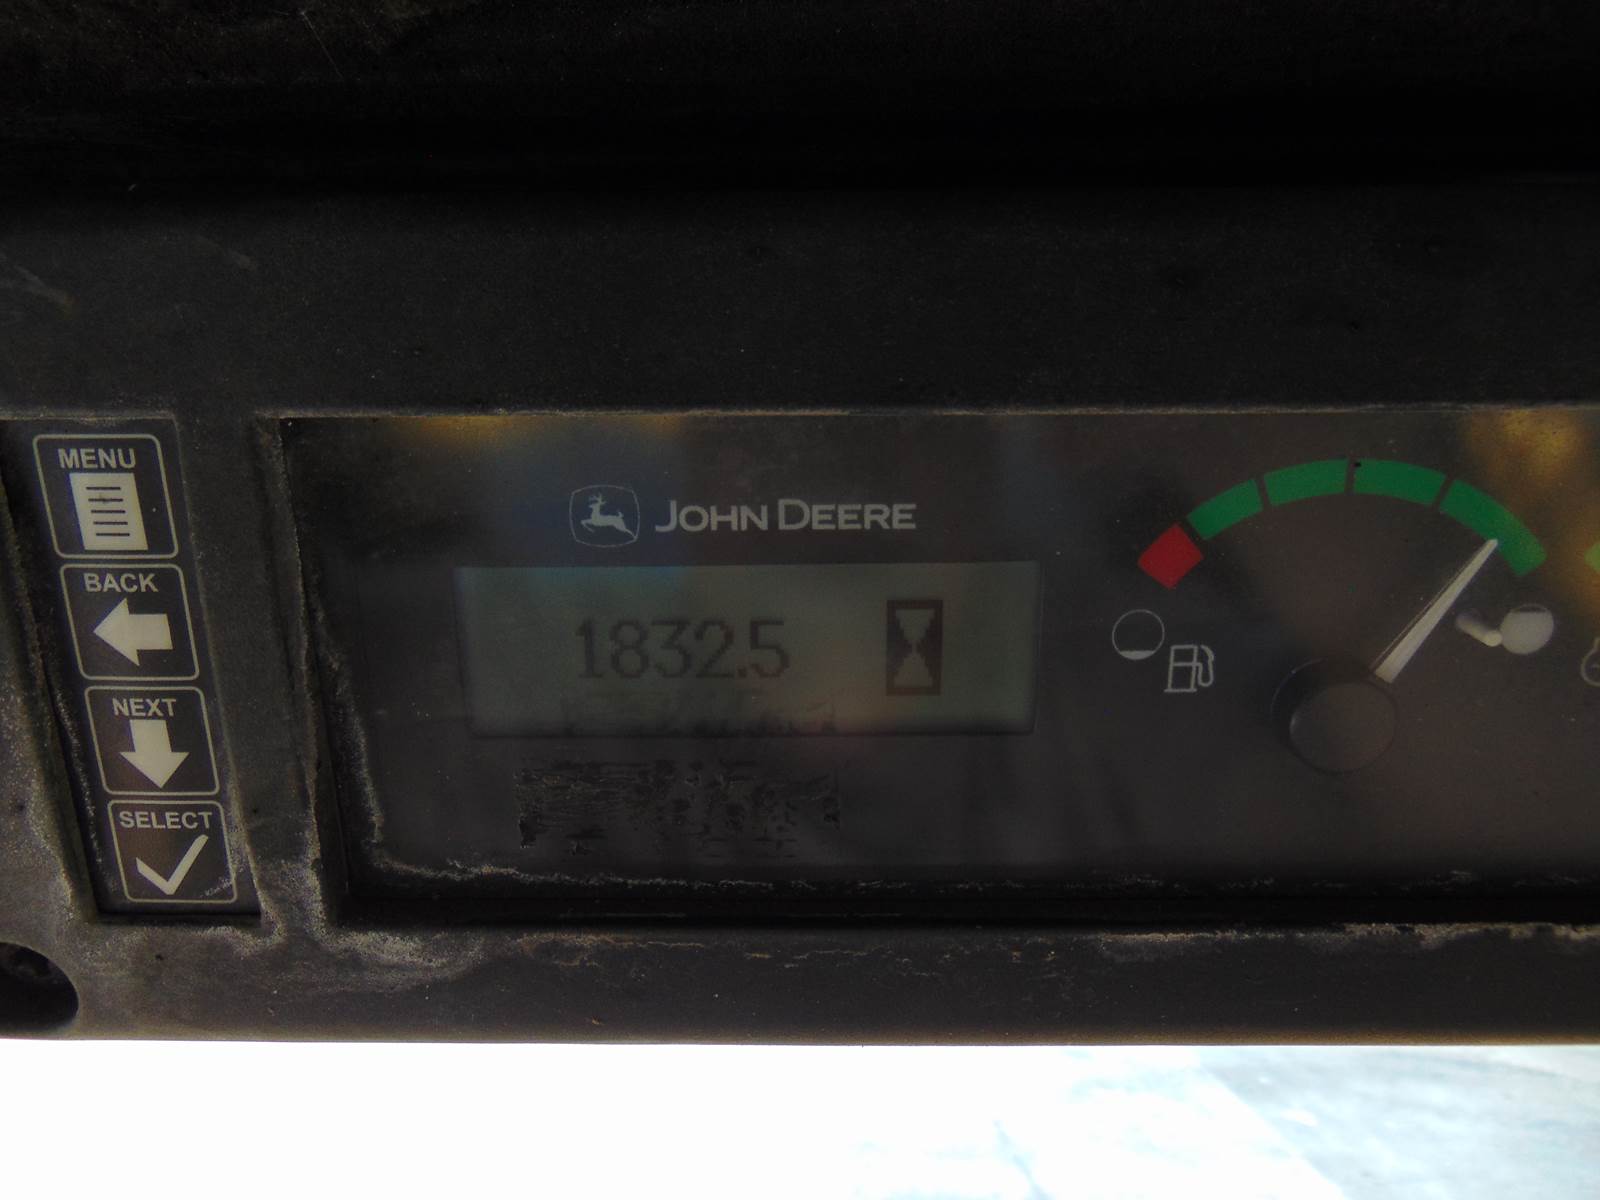 MENU
BACK
NEXT
SELECT
JOHN DEERE
1832.5